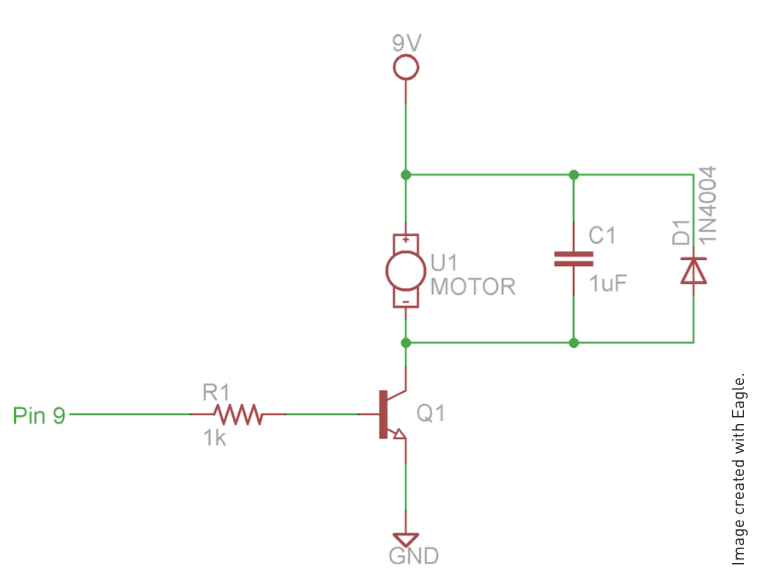 9V
U1
MOTOR
+
-
C1
1uF
D1
1N4004
R1
1k
Pin 9
Q1
GND
Image created with Eagle.